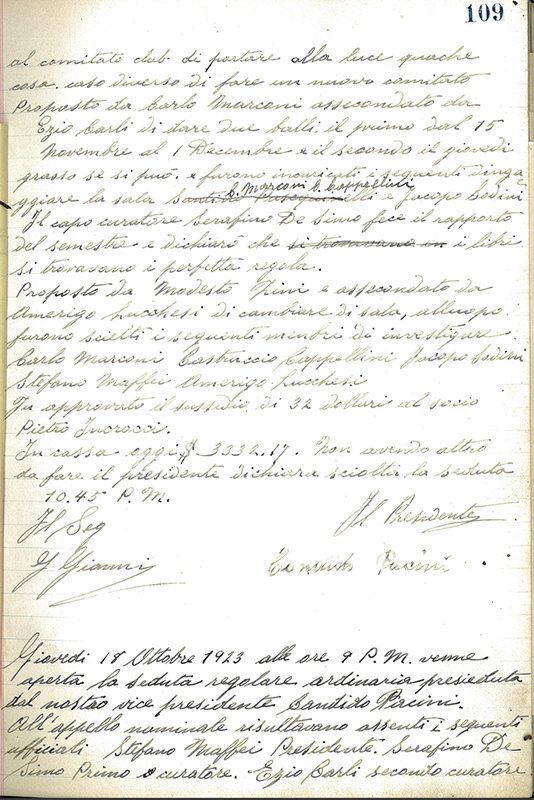 109
al comitato club di portare alla luce quache
cosa. caso diverso di fare un nuovo comitato
Proposto da Carlo Marconi assecondato da
Ezio Carli di dare due balli. il primo dal 15
Novembre al 1 Decembre e il secondo il giovedi
grasso se si può. e furono incaricati i seguenti d'inga
C. Marconi C. Cappellini
ggiare la sala elli e Jacopo Sodini
Il capo curatore Serafino De Simo fece il rapporto
del semestre e dichiarò che si trovavano in i libri
si trovavano i perfetta regola.
Proposto da Modesto Nini e assecondato da
Amerigo Lucchesi di cambiare di sala, alluopo
furono scielti i seguenti menbri di investigare
Carlo Marconi Castruccio Cappellini Jacopo Sodini
Stefano Maffei Amerigo Lucchesi
Fu approvato il sussidio di 32 dollari al socio
Pietro Incrocci.
In cassa oggi $ 3332.17. Non avendo altro
da fare il presidente dichiara sciolta la seduta
10.45 P.M.
Il Seg Il Presidente
G Gianni Candido Pacini
Giovedi 18 Ottobre 1923 alle ore 9 P.M. venne
aperta la seduta regolare ordinaria presieduta
dal nostro vice presidente Candido Pacini.
All'appello nominale risultavano assenti i seguenti
ufficiali Stefano Maffei Presidente. Serafino De
Simo Primo curatore. Ezio Carli secondo curatore